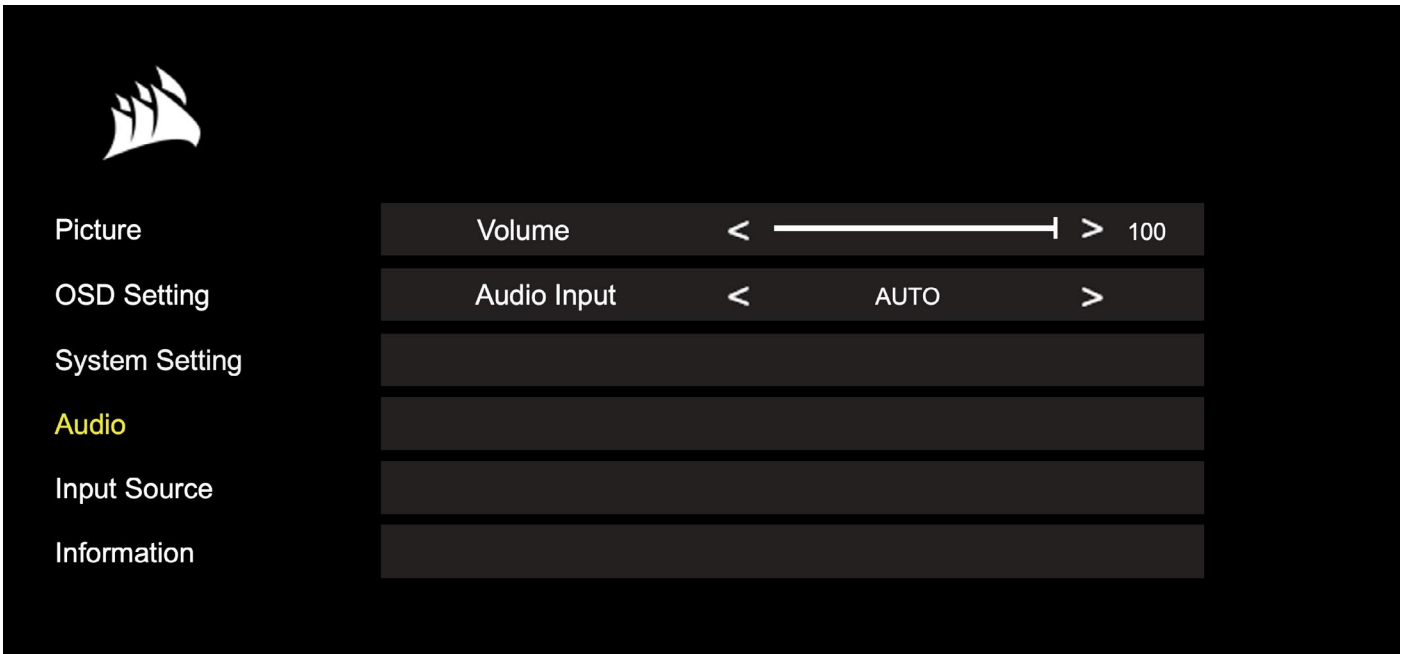 Picture Volume < > 100
OSD Setting Audio Input < AUTO >
System Setting
Audio
Input Source
Information